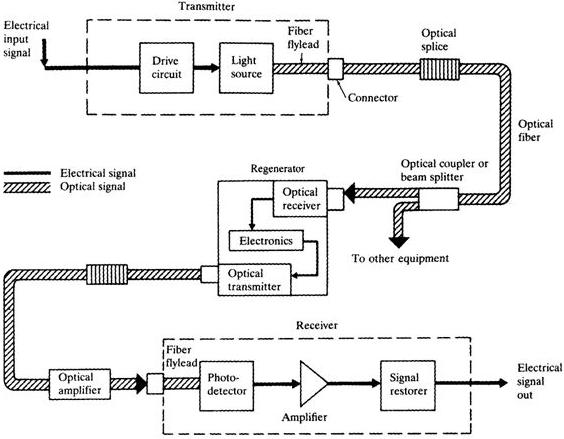 Transmitter
Electrical
input
signal
Drive
circuit
Light
source
Fiber
flylead
Connector
Optical
splice
Optical
fiber
Electrical signal
Optical signal
Regenerator
Optical
receiver
Electronics
Optical
transmitter
Optical coupler or
beam splitter
To other equipment
Receiver
Optical
amplifier
Fiber
flylead
Photo-
detector
Amplifier
Signal
restorer
Electrical
signal
out